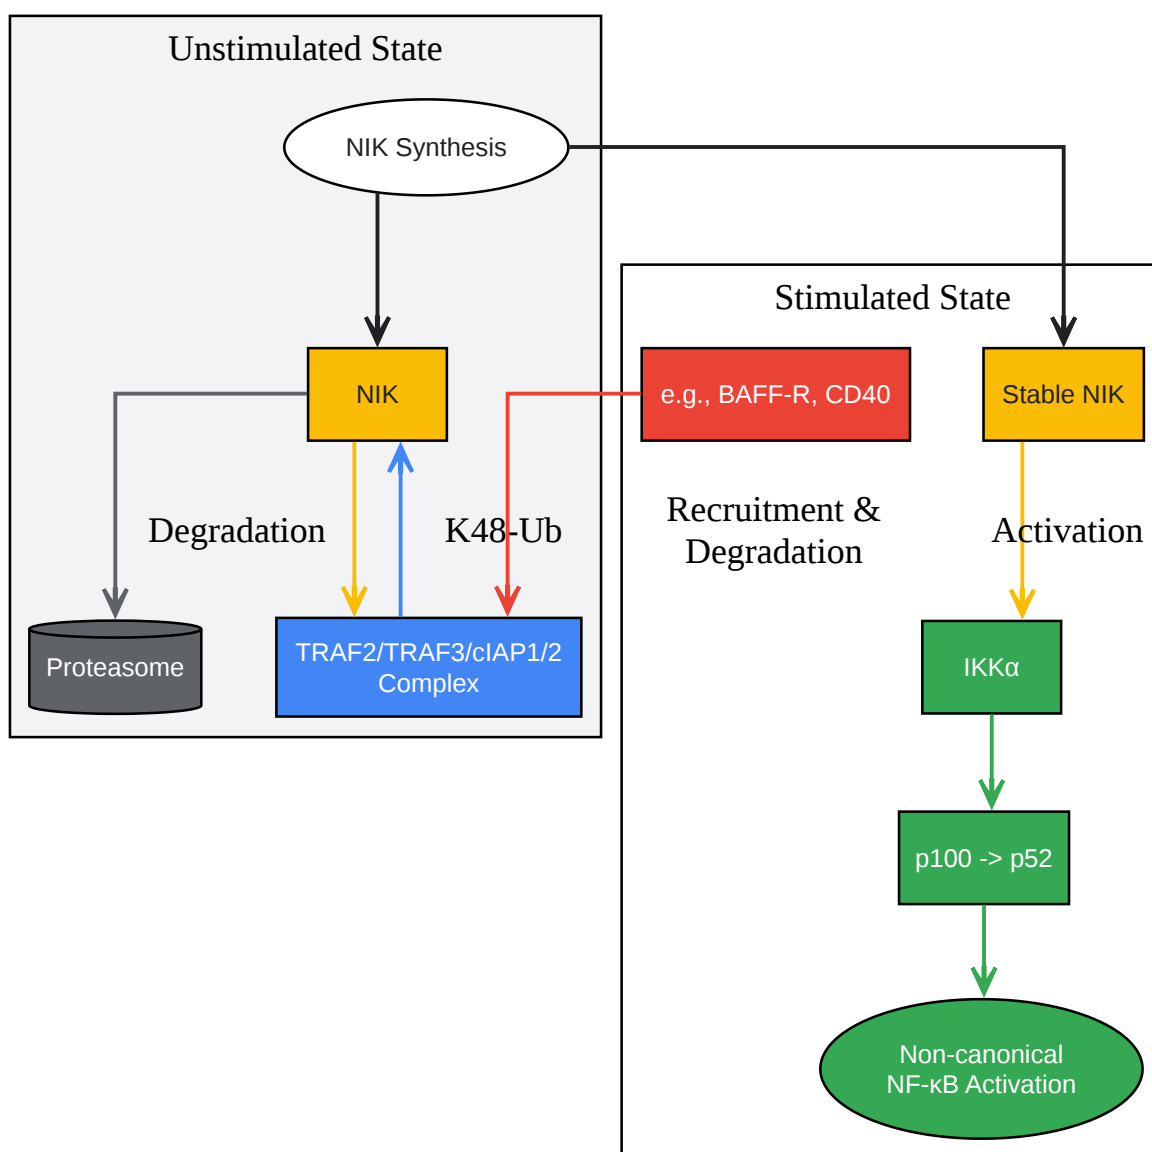 Unstimulated State
NIK Synthesis
Stimulated State
NIK
e.g., BAFF-R, CD40
Stable NIK
Degradation
K48-Ub
Recruitment &
Degradation
Activation
Proteasome
TRAF2/TRAF3/cIAP1/2
Complex
IKKα
p100 -> p52
Non-canonical
NF-κB Activation